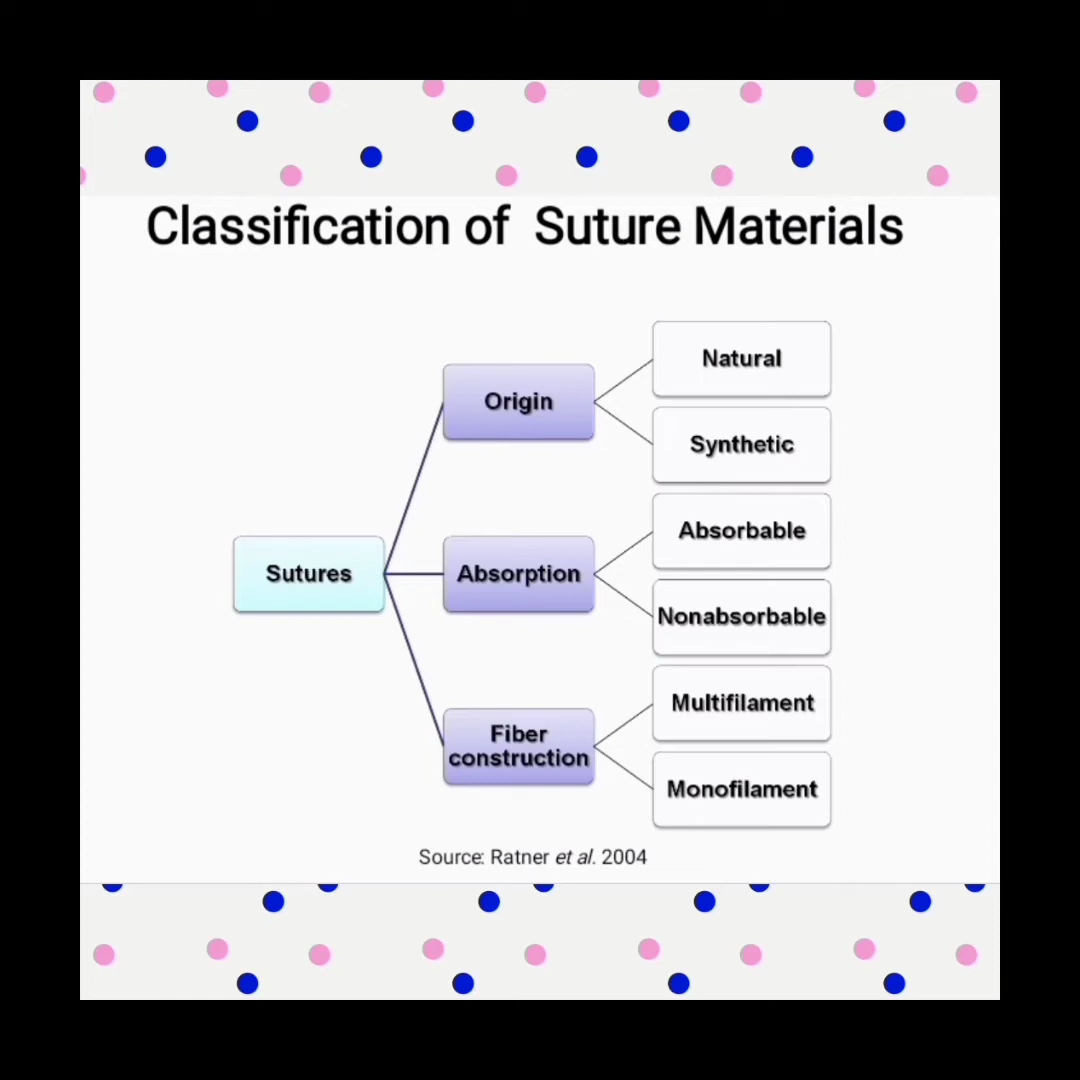 Classification of Suture Materials
Natural
Origin
Synthetic
Absorbable
Sutures
Absorption
Nonabsorbable
Multifilament
Fiber
construction
Monofilament
Source: Ratner et al. 2004